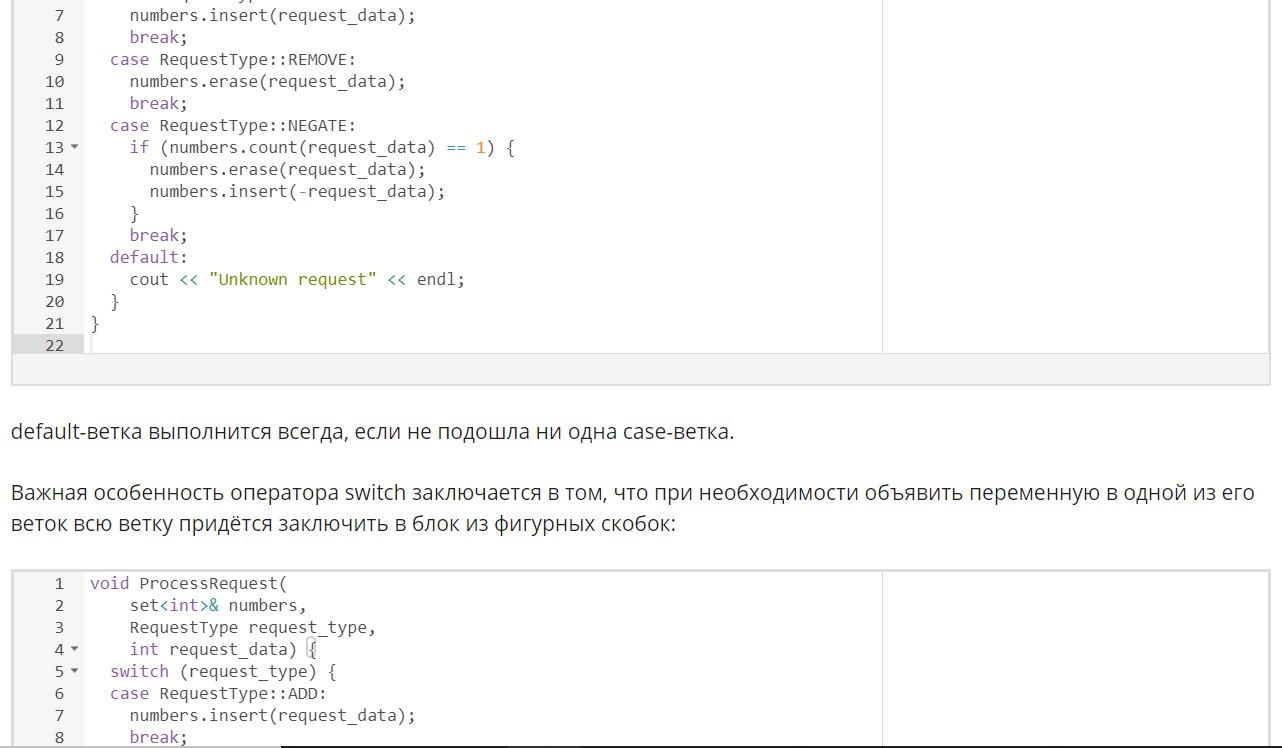 7 numbers.insert(request_data);
8 break;
9 case RequestType::REMOVE:
10 numbers.erase(request_data);
11 break;
12 case RequestType::NEGATE:
13 if (numbers.count(request_data) == 1) {
14 numbers.erase(request_data);
15 numbers.insert(-request_data);
16 }
17 break;
18 default:
19 cout << "Unknown request" << endl;
20 }
21 }
22
default-ветка выполнится всегда, если не подошла ни одна case-ветка.
Важная особенность оператора switch заключается в том, что при необходимости объявить переменную в одной из его
веток всю ветку придётся заключить в блок из фигурных скобок:
1 void ProcessRequest(
2 set<int>& numbers,
3 RequestType request_type,
4 int request_data) {
5 switch (request_type) {
6 case RequestType::ADD:
7 numbers.insert(request_data);
8 break;